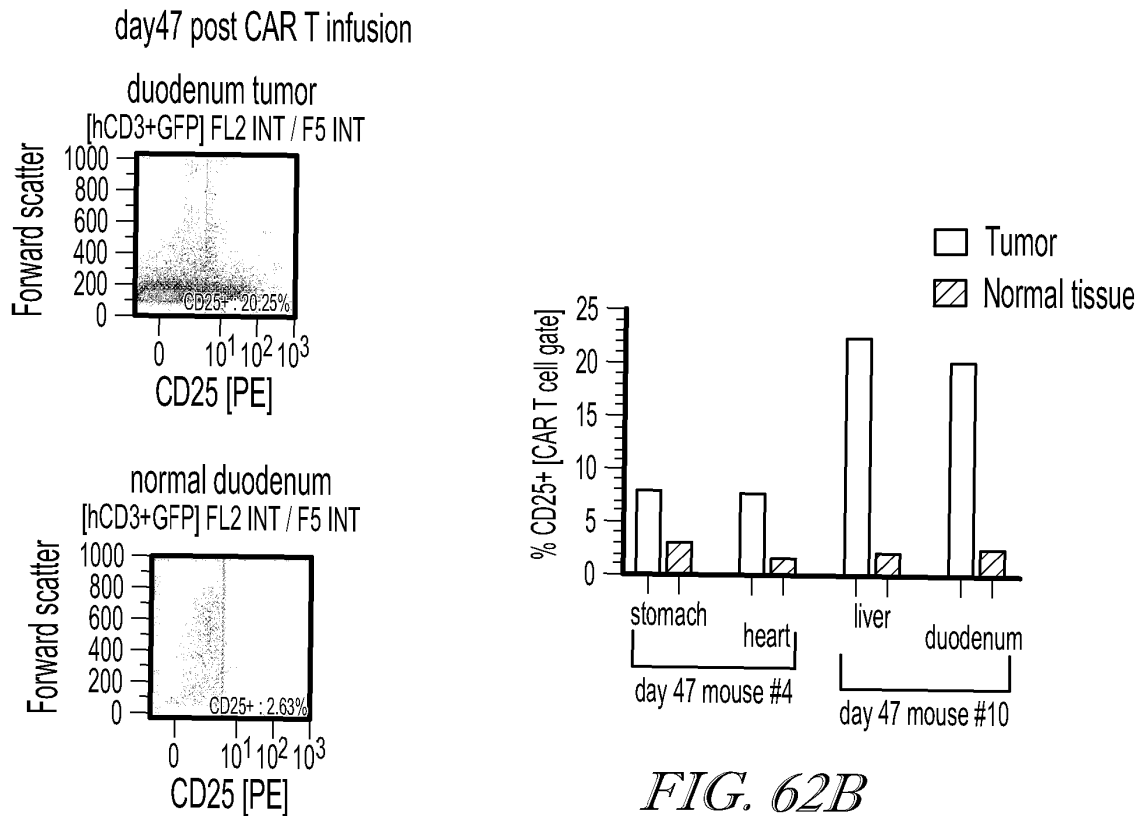 day47 post CAR T infusion
duodenum tumor
[hCD3+GFP] FL2 INT / F5 INT
Forward scatter
1000
800
600
400
200
0
CD25+ : 20.25%
0 10¹ 10² 10³
CD25 [PE]
normal duodenum
[hCD3+GFP] FL2 INT / F5 INT
Forward scatter
1000
800
600
400
200
0
CD25+ : 2.63%
0 10¹ 10² 10³
CD25 [PE]
Tumor
Normal tissue
% CD25+ [CAR T cell gate]
25
20
15
10
5
0
stomach heart liver duodenum
day 47 mouse #4 day 47 mouse #10
FIG. 62B